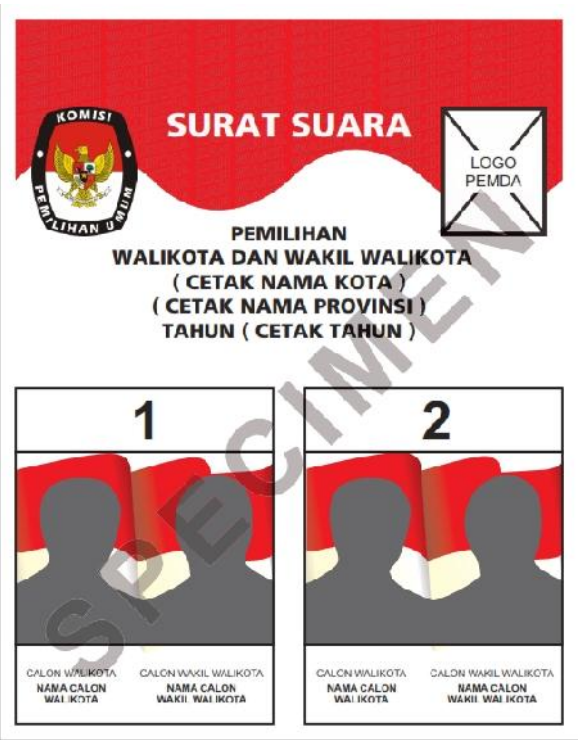 SURAT SUARA
KOMISI
PEMILIHAN UMUM
LOGO
PEMDA
PEMILIHAN
WALIKOTA DAN WAKIL WALIKOTA
( CETAK NAMA KOTA )
( CETAK NAMA PROVINSI )
TAHUN ( CETAK TAHUN )
SPECIMEN
1
2
CALON WALIKOTA
NAMA CALON
WALIKOTA
CALON WAKIL WALIKOTA
NAMA CALON
WAKIL WALIKOTA
CALON WALIKOTA
NAMA CALON
WALIKOTA
CALON WAKIL WALIKOTA
NAMA CALON
WAKIL WALIKOTA